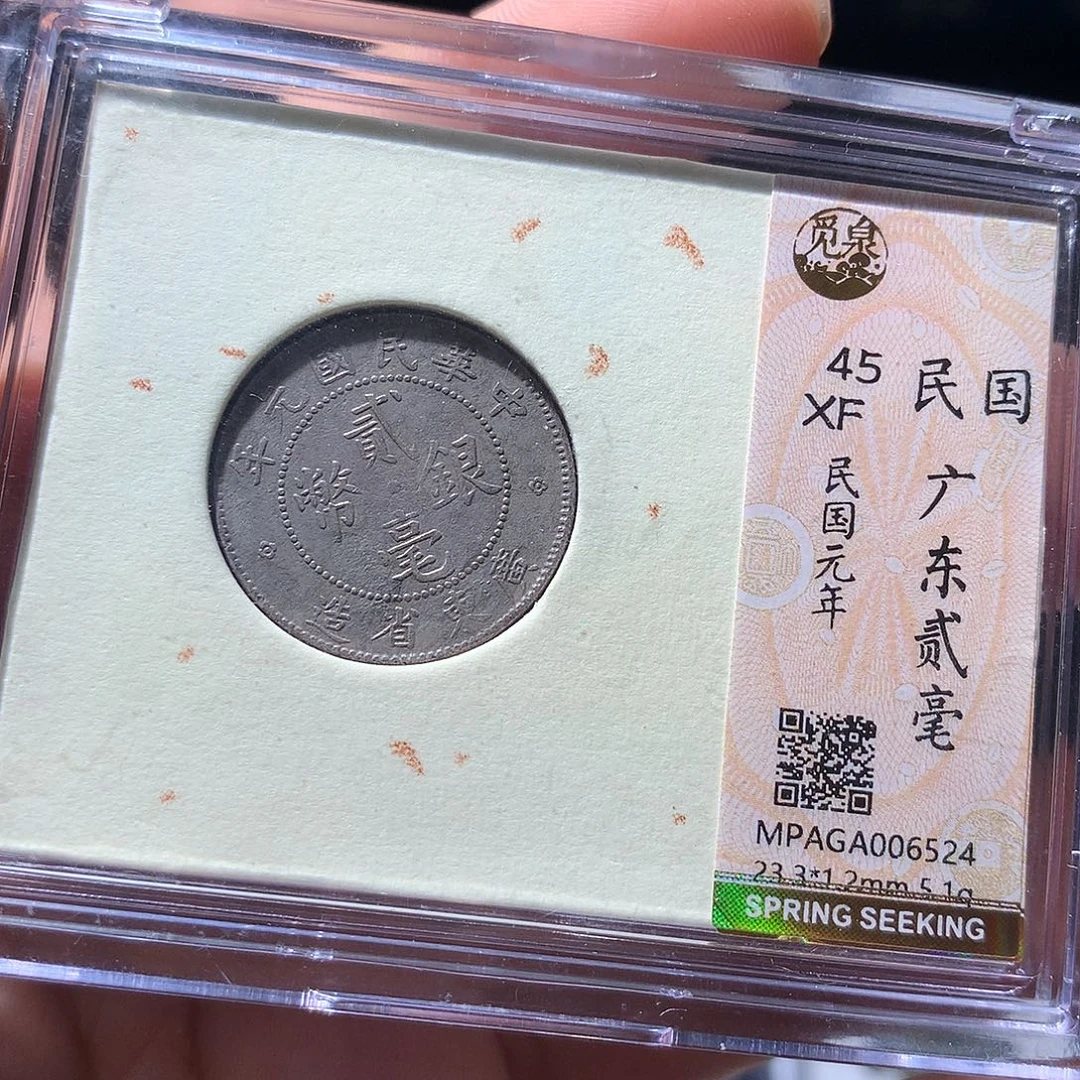 中華民國元年
貳毫銀幣
廣東省造
觅泉
45
XF
民国
广东贰毫
民国元年
MPAGA006524
23.3*1.2mm 5.1g
SPRING SEEKING